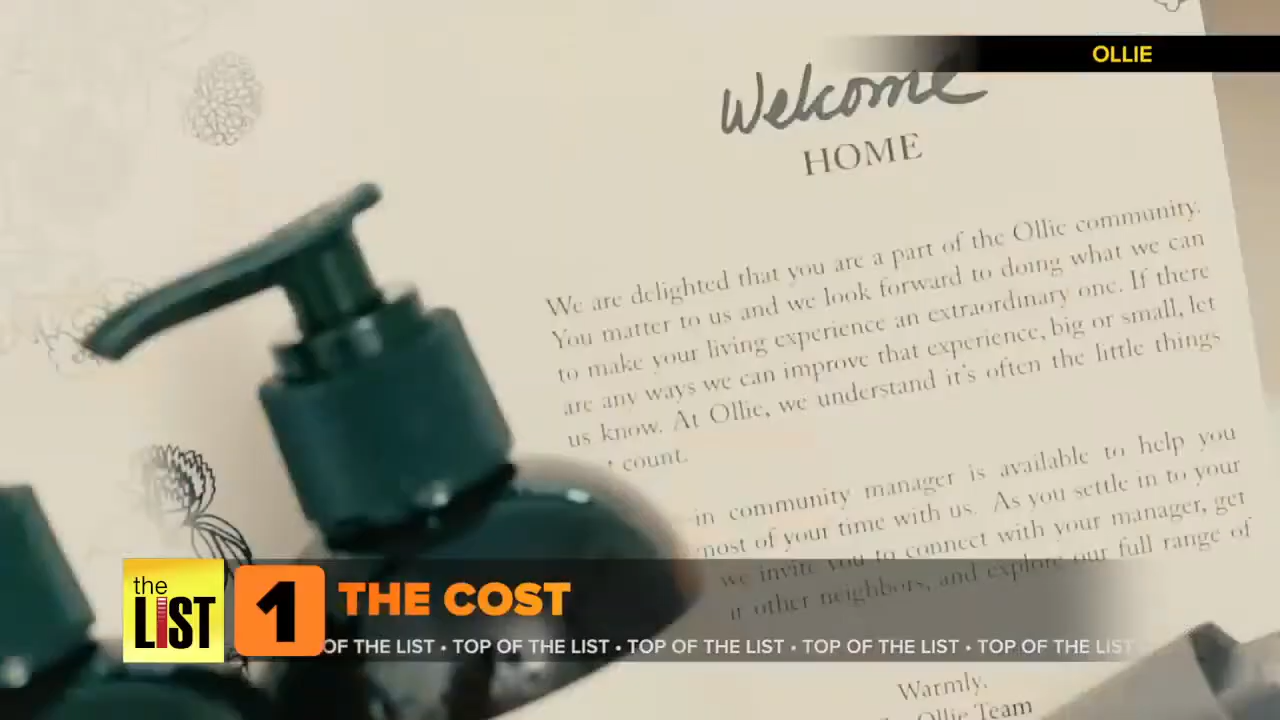 OLLIE
Welcome
HOME
We are delighted that you are a part of the Ollie community.
You matter to us and we look forward to doing what we can
to make your living experience an extraordinary one. If there
are any ways we can improve that experience, big or small, let
us know. At Ollie, we understand it's often the little things
t count.
in community manager is available to help you
most of your time with us. As you settle in to your
we invite you to connect with your manager, get
other neighbors, and explore our full range of
Warmly,
Ollie Team
the
LIST
1 THE COST
OF THE LIST • TOP OF THE LIST • TOP OF THE LIST • TOP OF THE LIST • TOP OF THE LIST